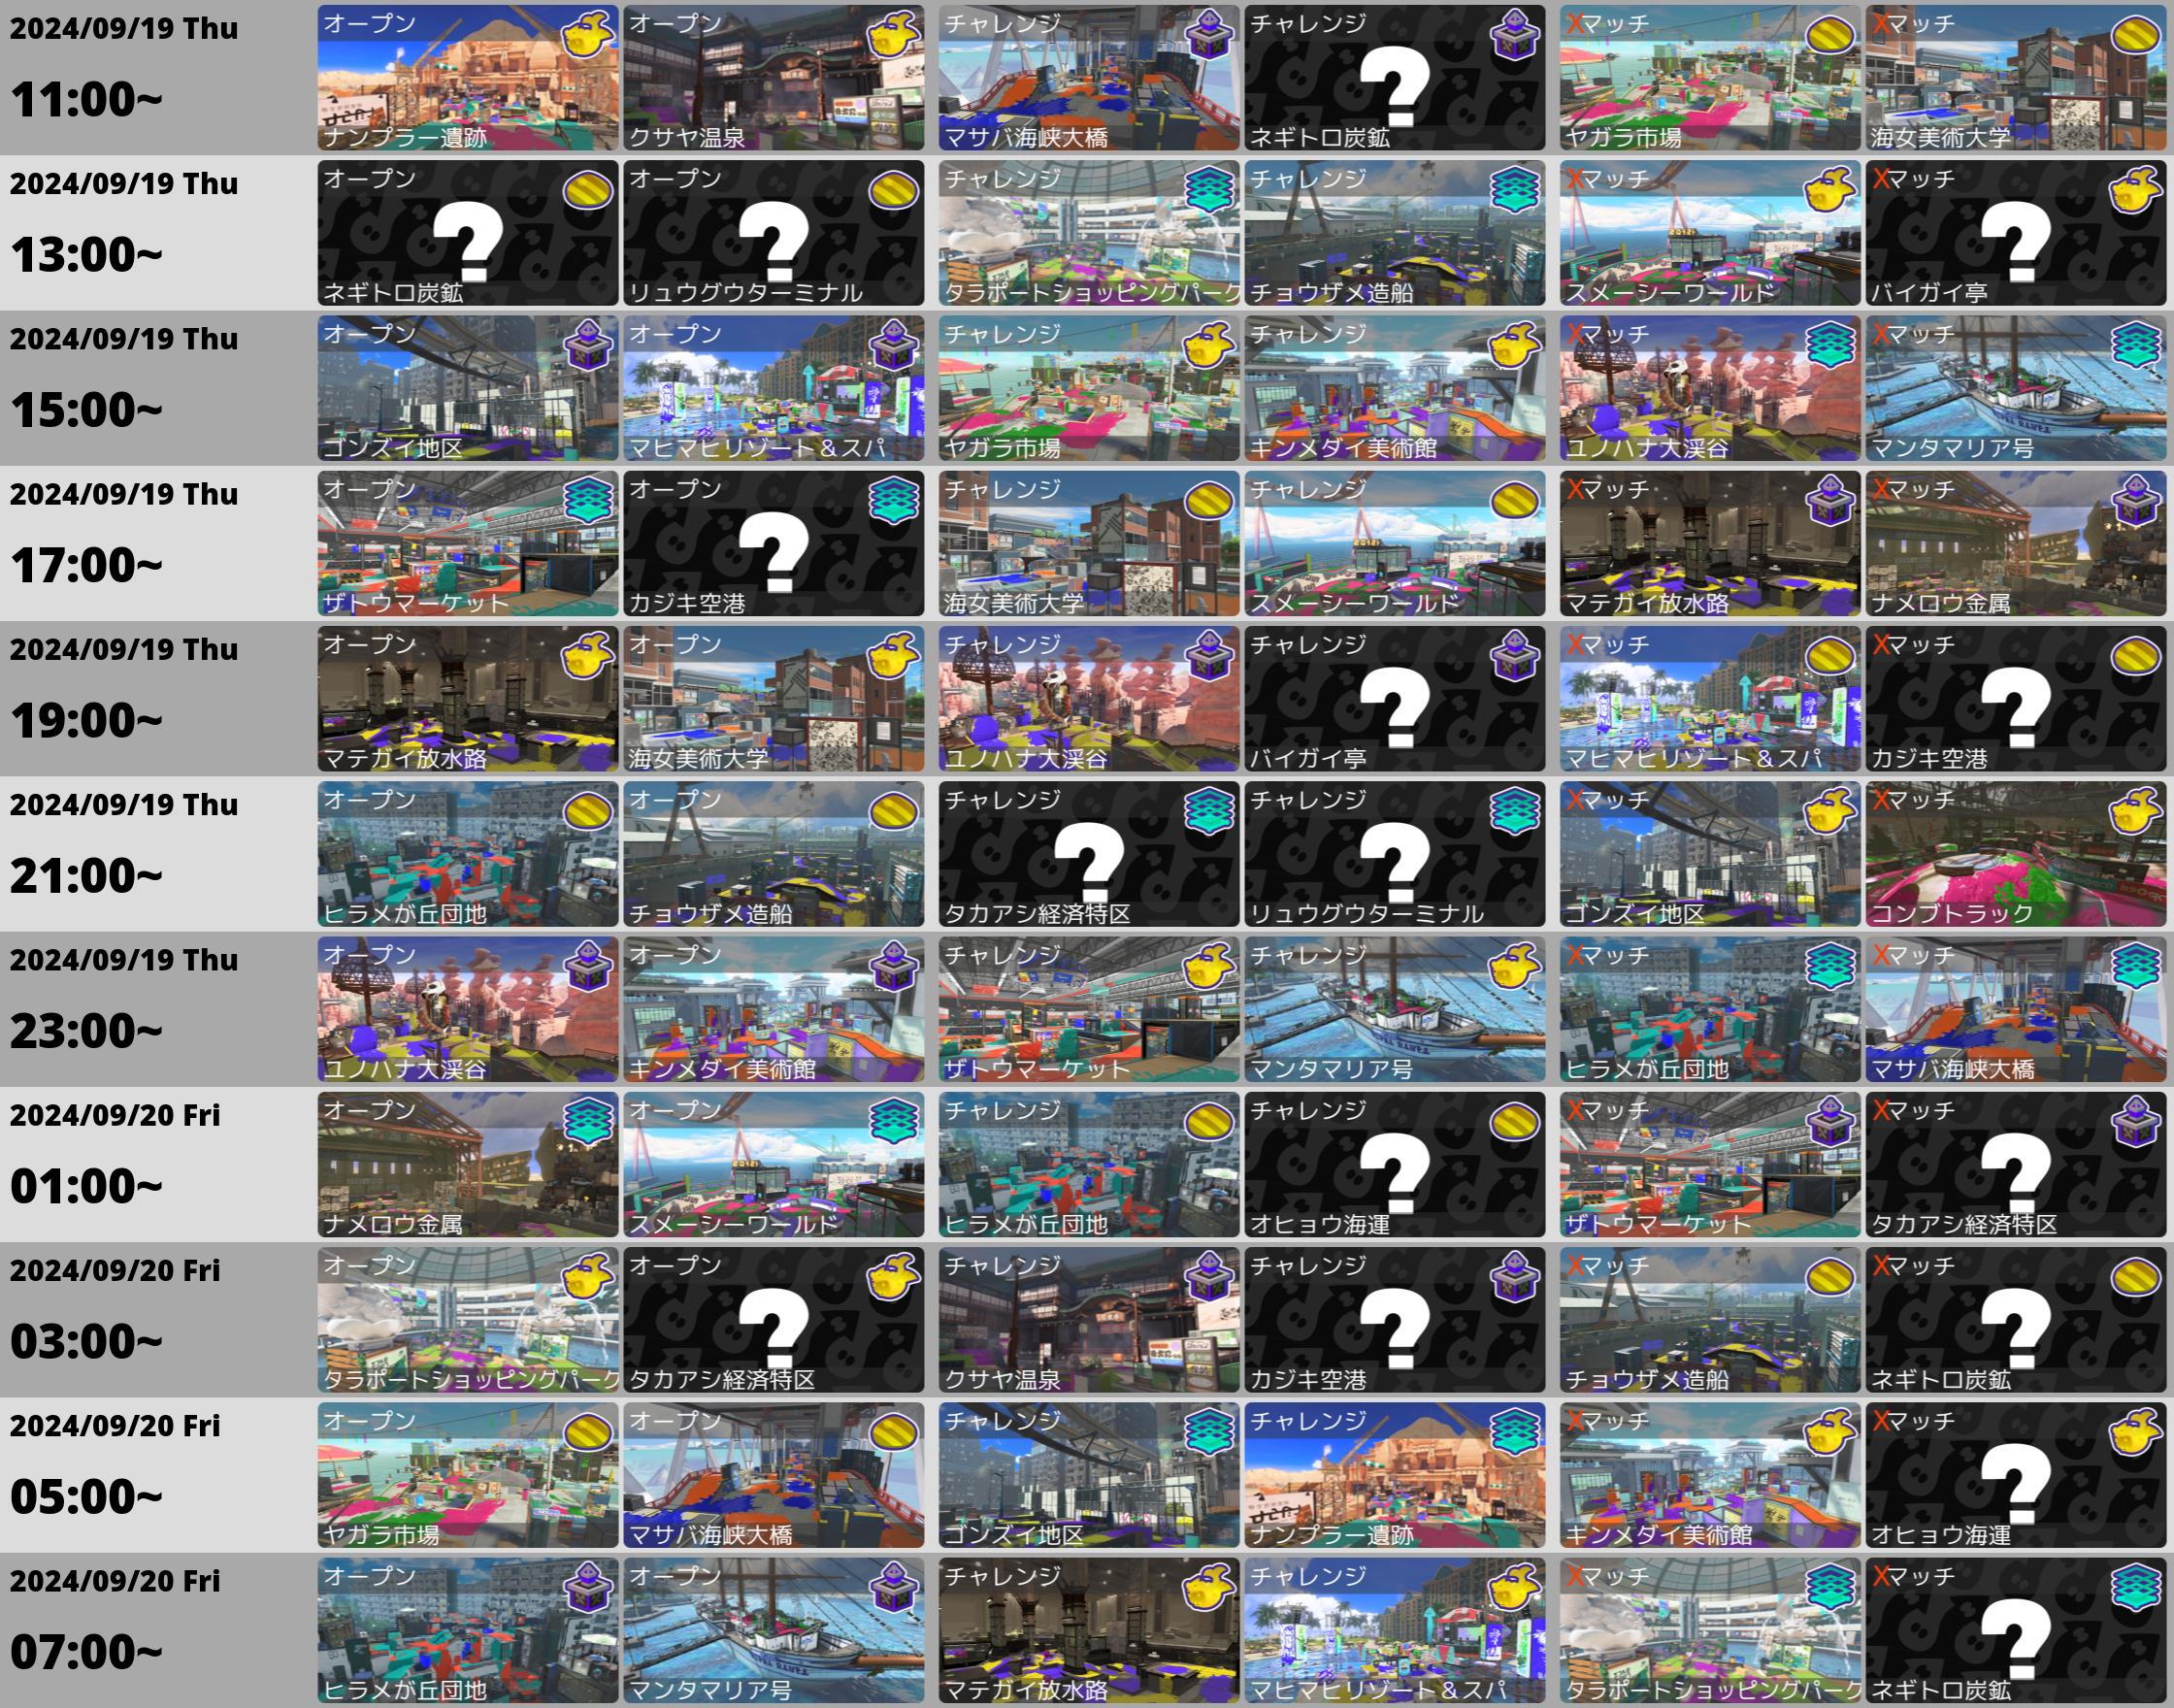 2024/09/19 Thu
11:00~
オープン
ナンプラー遺跡
オープン
クサヤ温泉
チャレンジ
マサバ海峡大橋
チャレンジ
ネギトロ炭鉱
Xマッチ
ヤガラ市場
Xマッチ
海女美術大学
2024/09/19 Thu
13:00~
オープン
ネギトロ炭鉱
オープン
リュウグウターミナル
チャレンジ
タラポートショッピングパーク
チャレンジ
チョウザメ造船
Xマッチ
スメーシーワールド
Xマッチ
バイガイ亭
2024/09/19 Thu
15:00~
オープン
ゴンズイ地区
オープン
マヒマヒリゾート&スパ
チャレンジ
ヤガラ市場
チャレンジ
キンメダイ美術館
Xマッチ
ユノハナ大渓谷
Xマッチ
マンタマリア号
2024/09/19 Thu
17:00~
オープン
ザトウマーケット
オープン
カジキ空港
チャレンジ
海女美術大学
チャレンジ
スメーシーワールド
Xマッチ
マテガイ放水路
Xマッチ
ナメロウ金属
2024/09/19 Thu
19:00~
オープン
マテガイ放水路
オープン
海女美術大学
チャレンジ
ユノハナ大渓谷
チャレンジ
バイガイ亭
Xマッチ
マヒマヒリゾート&スパ
Xマッチ
カジキ空港
2024/09/19 Thu
21:00~
オープン
ヒラメが丘団地
オープン
チョウザメ造船
チャレンジ
タカアシ経済特区
チャレンジ
リュウグウターミナル
Xマッチ
ゴンズイ地区
Xマッチ
コンブトラック
2024/09/19 Thu
23:00~
オープン
ユノハナ大渓谷
オープン
キンメダイ美術館
チャレンジ
ザトウマーケット
チャレンジ
マンタマリア号
Xマッチ
ヒラメが丘団地
Xマッチ
マサバ海峡大橋
2024/09/20 Fri
01:00~
オープン
ナメロウ金属
オープン
スメーシーワールド
チャレンジ
ヒラメが丘団地
チャレンジ
オヒョウ海運
Xマッチ
ザトウマーケット
Xマッチ
タカアシ経済特区
2024/09/20 Fri
03:00~
オープン
タラポートショッピングパーク
オープン
タカアシ経済特区
チャレンジ
クサヤ温泉
チャレンジ
カジキ空港
Xマッチ
チョウザメ造船
Xマッチ
ネギトロ炭鉱
2024/09/20 Fri
05:00~
オープン
ヤガラ市場
オープン
マサバ海峡大橋
チャレンジ
ゴンズイ地区
チャレンジ
ナンプラー遺跡
Xマッチ
キンメダイ美術館
Xマッチ
オヒョウ海運
2024/09/20 Fri
07:00~
オープン
ヒラメが丘団地
オープン
マンタマリア号
チャレンジ
マテガイ放水路
チャレンジ
マヒマヒリゾート&スパ
Xマッチ
タラポートショッピングパーク
Xマッチ
ネギトロ炭鉱